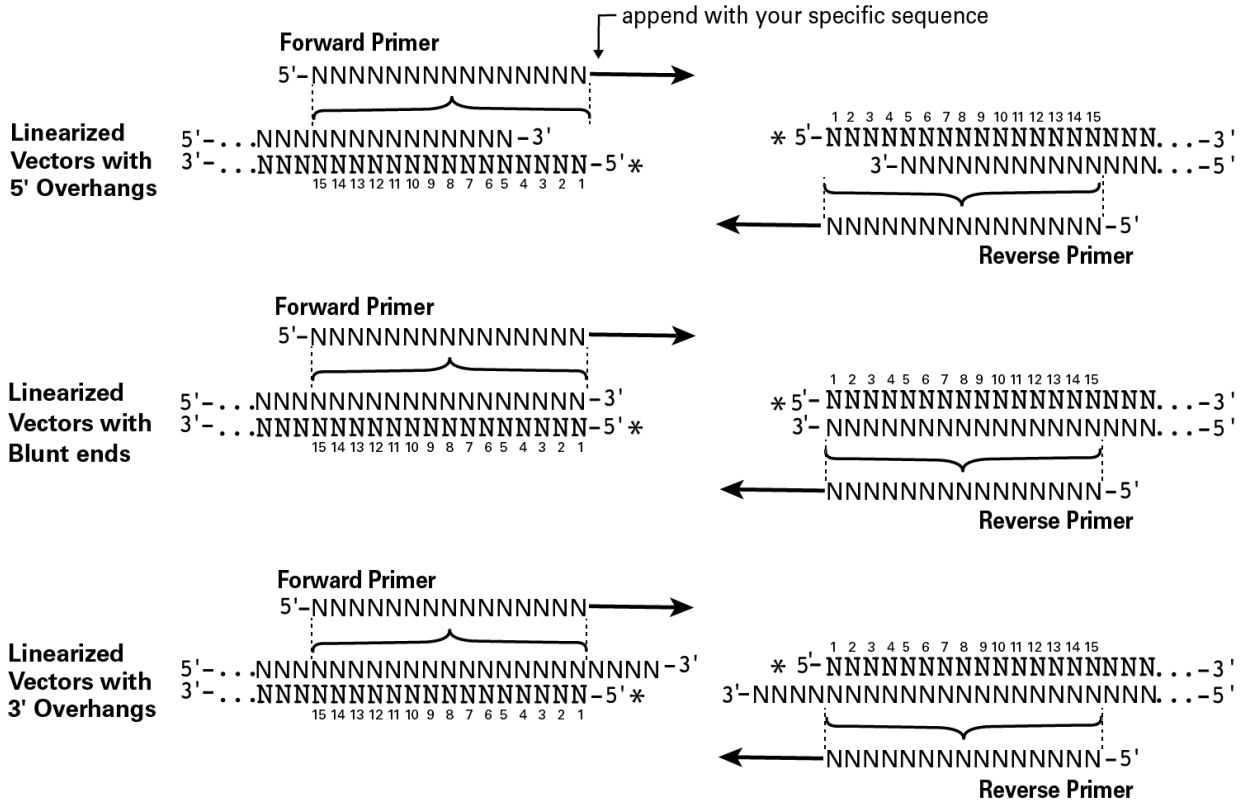 append with your specific sequence
Forward Primer
5'-NNNNNNNNNNNNNNN
Linearized
Vectors with
5' Overhangs
5'-...NNNNNNNNNNNNNN-3'
3'-...NNNNNNNNNNNNNNNNNN-5'*
15 14 13 12 11 10 9 8 7 6 5 4 3 2 1
1 2 3 4 5 6 7 8 9 10 11 12 13 14 15
* 5'-NNNNNNNNNNNNNNNNNN...-3'
3'-NNNNNNNNNNNNNN...-5'
NNNNNNNNNNNNNNN-5'
Reverse Primer
Forward Primer
5'-NNNNNNNNNNNNNNN
Linearized
Vectors with
Blunt ends
5'-...NNNNNNNNNNNNNNNNNN-3'
3'-...NNNNNNNNNNNNNNNNNN-5'*
15 14 13 12 11 10 9 8 7 6 5 4 3 2 1
1 2 3 4 5 6 7 8 9 10 11 12 13 14 15
* 5'-NNNNNNNNNNNNNNNNNN...-3'
3'-NNNNNNNNNNNNNNNNNN...-5'
NNNNNNNNNNNNNNN-5'
Reverse Primer
Forward Primer
5'-NNNNNNNNNNNNNNN
Linearized
Vectors with
3' Overhangs
5'-...NNNNNNNNNNNNNNNNNNNNNN-3'
3'-...NNNNNNNNNNNNNNNNNN-5'*
15 14 13 12 11 10 9 8 7 6 5 4 3 2 1
1 2 3 4 5 6 7 8 9 10 11 12 13 14 15
* 5'-NNNNNNNNNNNNNNNNNN...-3'
3'-NNNNNNNNNNNNNNNNNNNNNN...-5'
NNNNNNNNNNNNNNN-5'
Reverse Primer